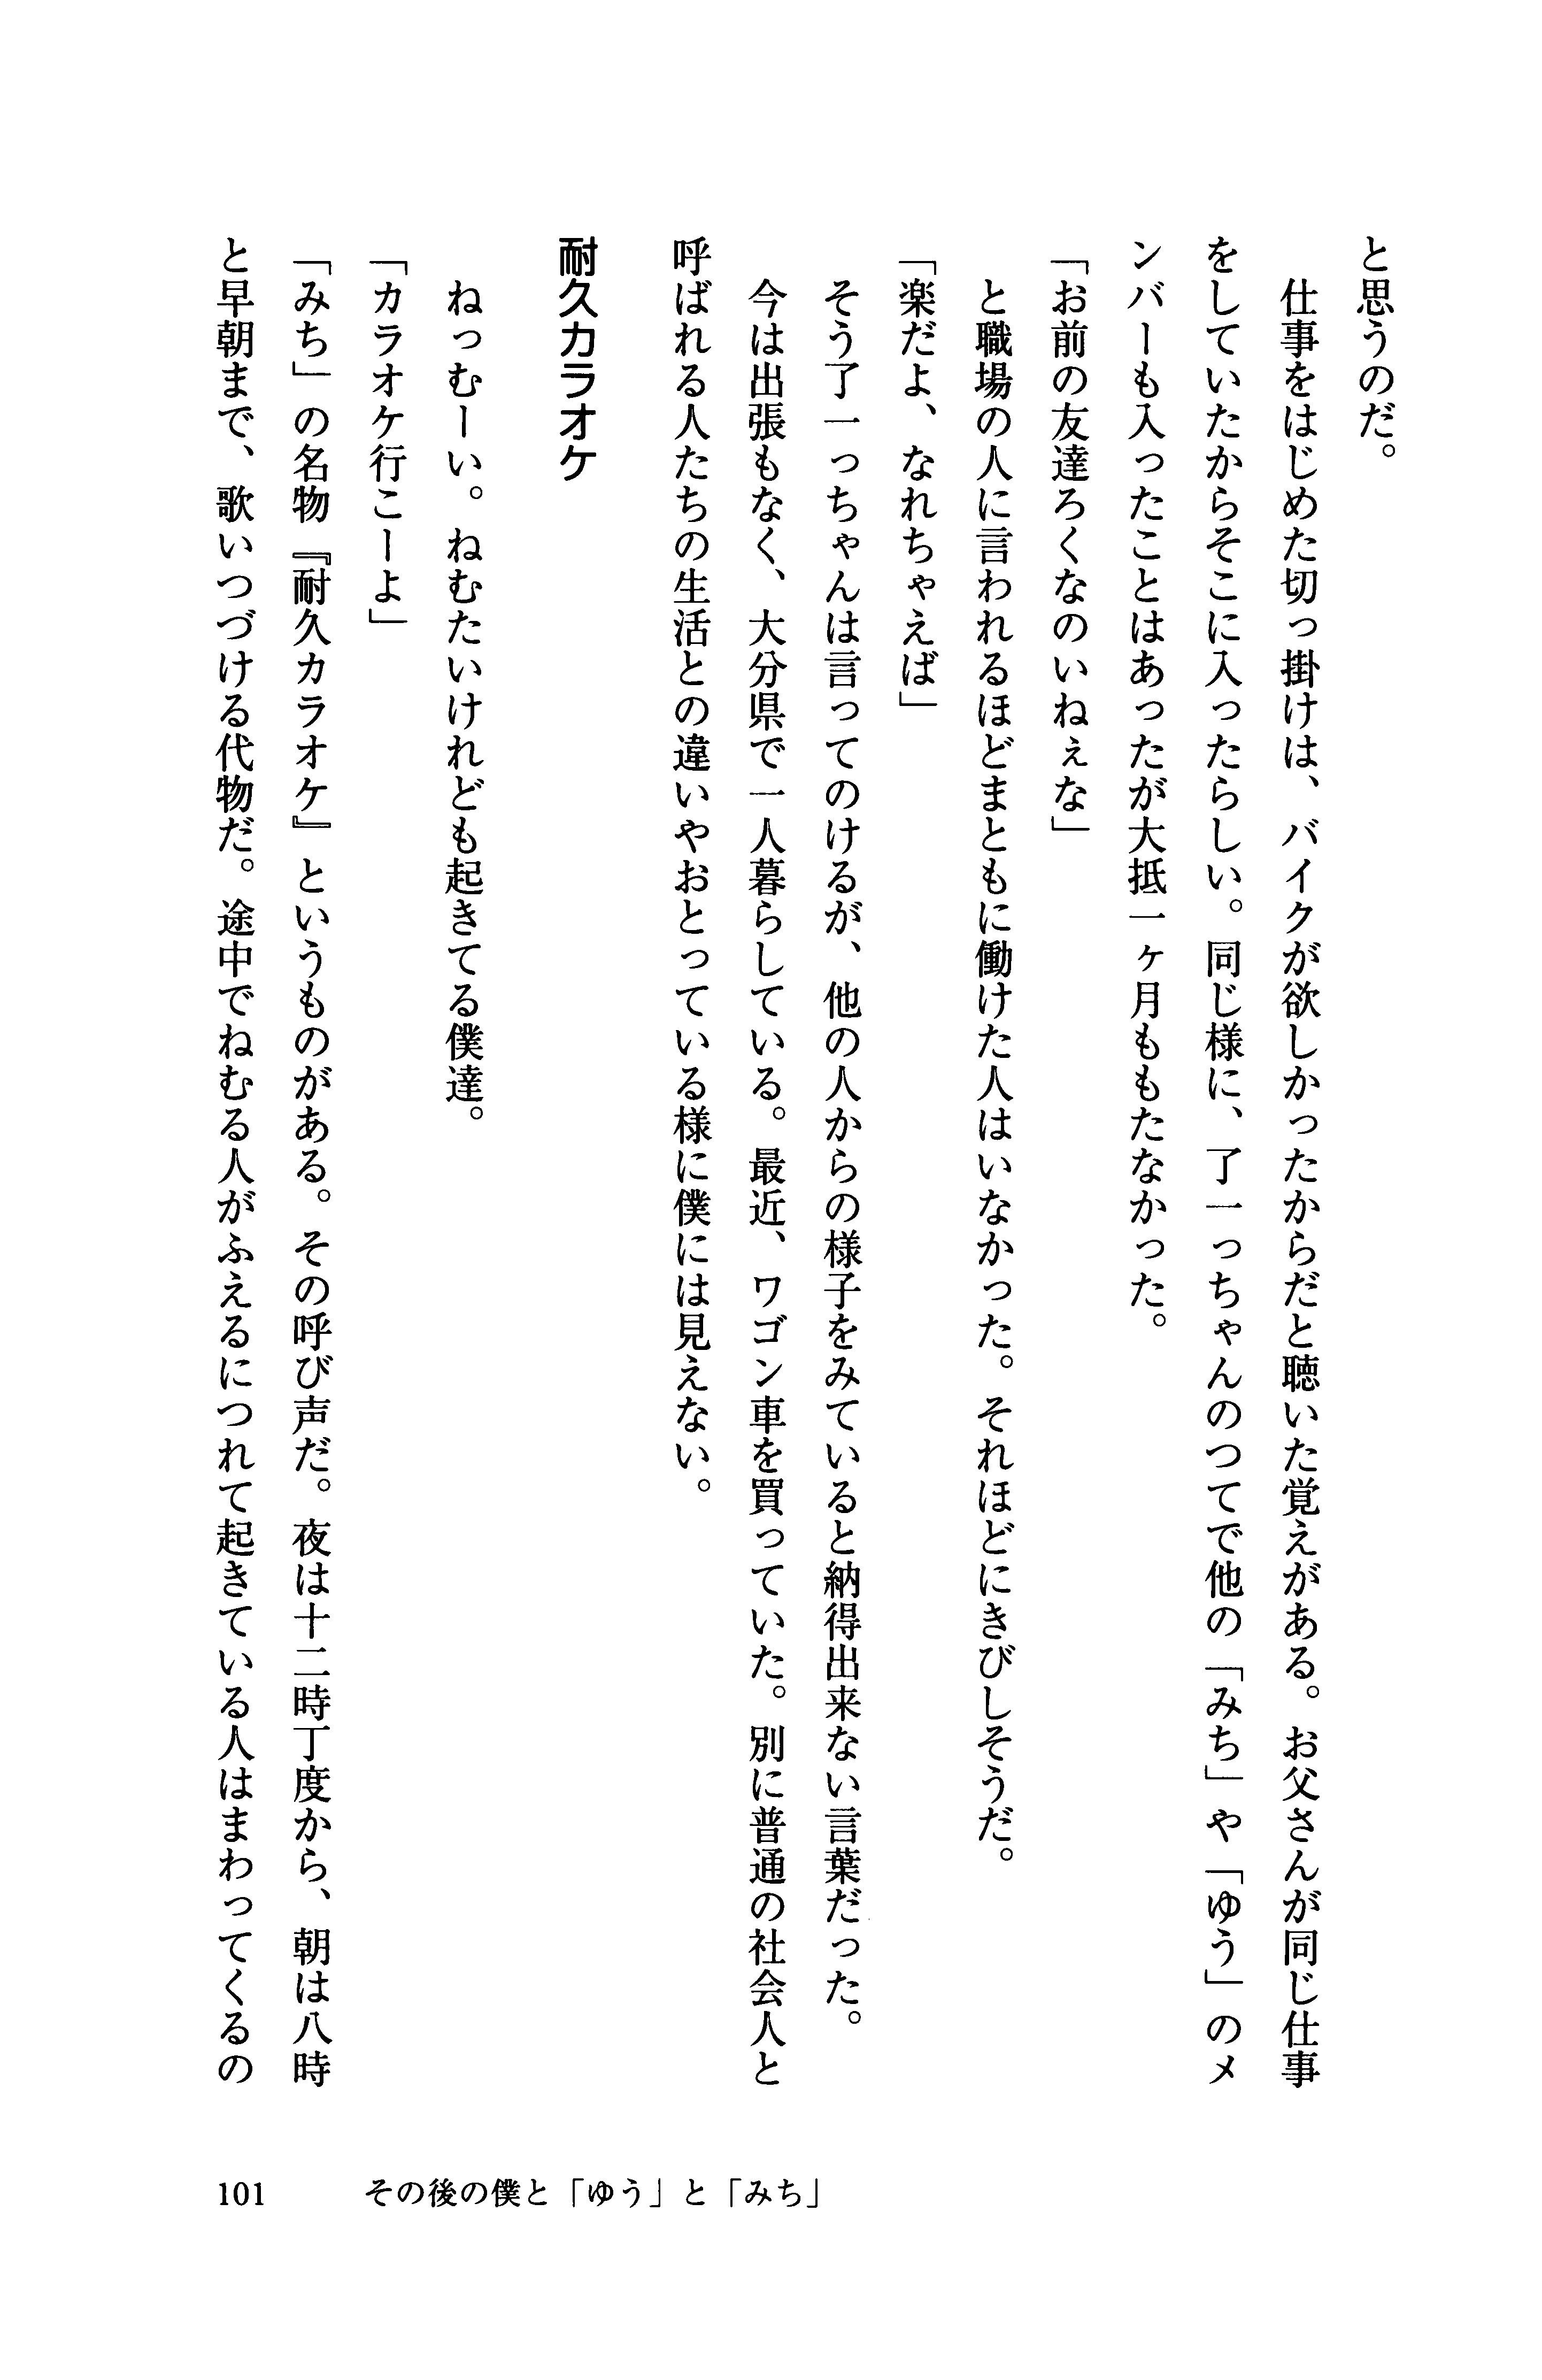 と思うのだ。
　仕事をはじめた切っ掛けは、バイクが欲しかったからだと聴いた覚えがある。お父さんが同じ仕事
をしていたからそこに入ったらしい。同じ様に、了一っちゃんのつてで他の「みち」や「ゆう」のメ
ンバーも入ったことはあったが大抵一ヶ月ももたなかった。
「お前の友達ろくなのいねぇな」
　と職場の人に言われるほどまともに働けた人はいなかった。それほどにきびしそうだ。
「楽だよ、なれちゃえば」
　そう了一っちゃんは言ってのけるが、他の人からの様子をみていると納得出来ない言葉だった。
　今は出張もなく、大分県で一人暮らしている。最近、ワゴン車を買っていた。別に普通の社会人と
呼ばれる人たちの生活との違いやおとっている様に僕には見えない。
耐久カラオケ
　ねっむーい。ねむたいけれども起きてる僕達。
「カラオケ行こーよ」
「みち」の名物『耐久カラオケ』というものがある。その呼び声だ。夜は十二時丁度から、朝は八時
と早朝まで、歌いつづける代物だ。途中でねむる人がふえるにつれて起きている人はまわってくるの
101　その後の僕と「ゆう」と「みち」